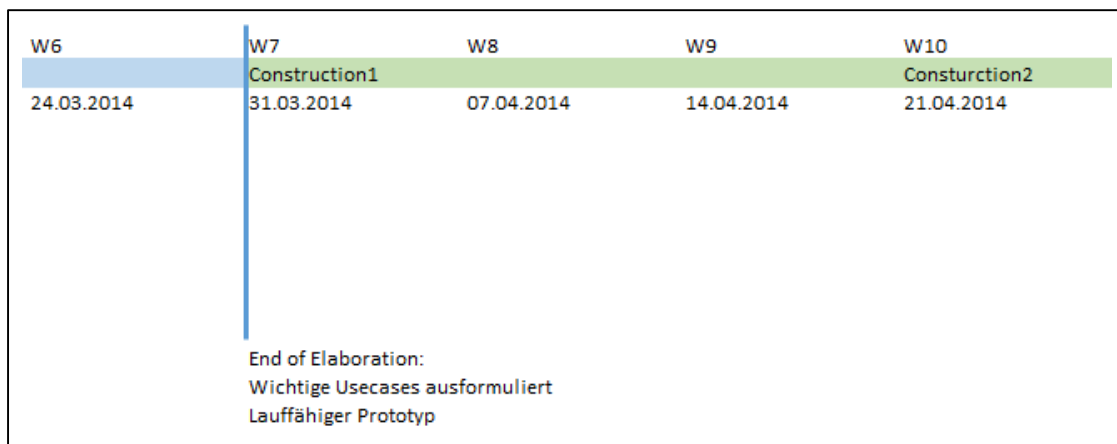 W6 W7 W8 W9 W10
Construction1 Consturction2
24.03.2014 31.03.2014 07.04.2014 14.04.2014 21.04.2014
End of Elaboration:
Wichtige Usecases ausformuliert
Lauffähiger Prototyp